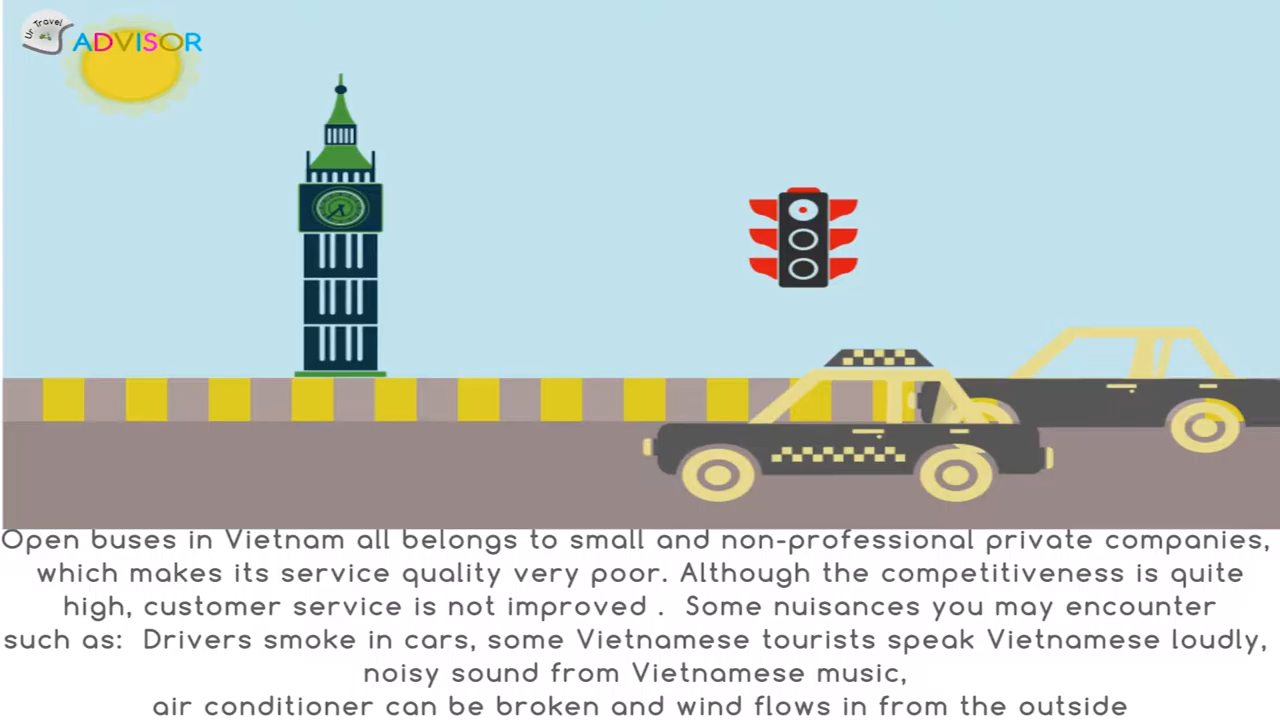 Ur Travel
ADVISOR
Open buses in Vietnam all belongs to small and non-professional private companies,
which makes its service quality very poor. Although the competitiveness is quite
high, customer service is not improved .  Some nuisances you may encounter
such as:  Drivers smoke in cars, some Vietnamese tourists speak Vietnamese loudly,
noisy sound from Vietnamese music,
air conditioner can be broken and wind flows in from the outside